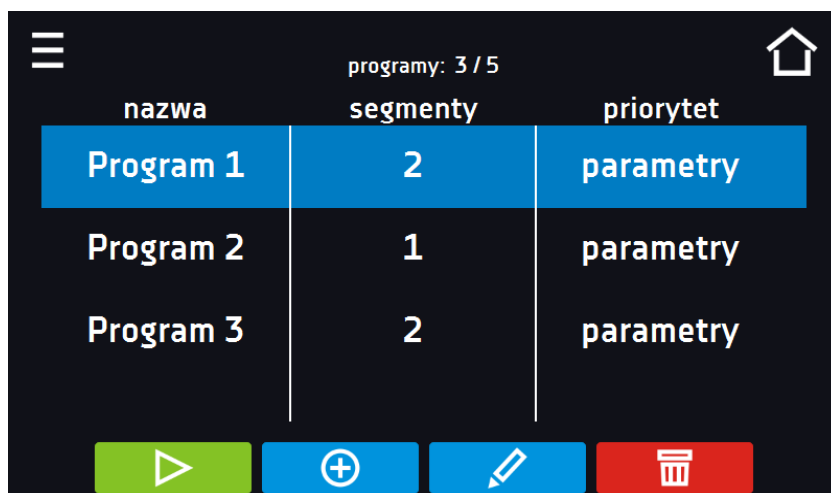 programy: 3 / 5
nazwa segmenty priorytet
Program 1 2 parametry
Program 2 1 parametry
Program 3 2 parametry